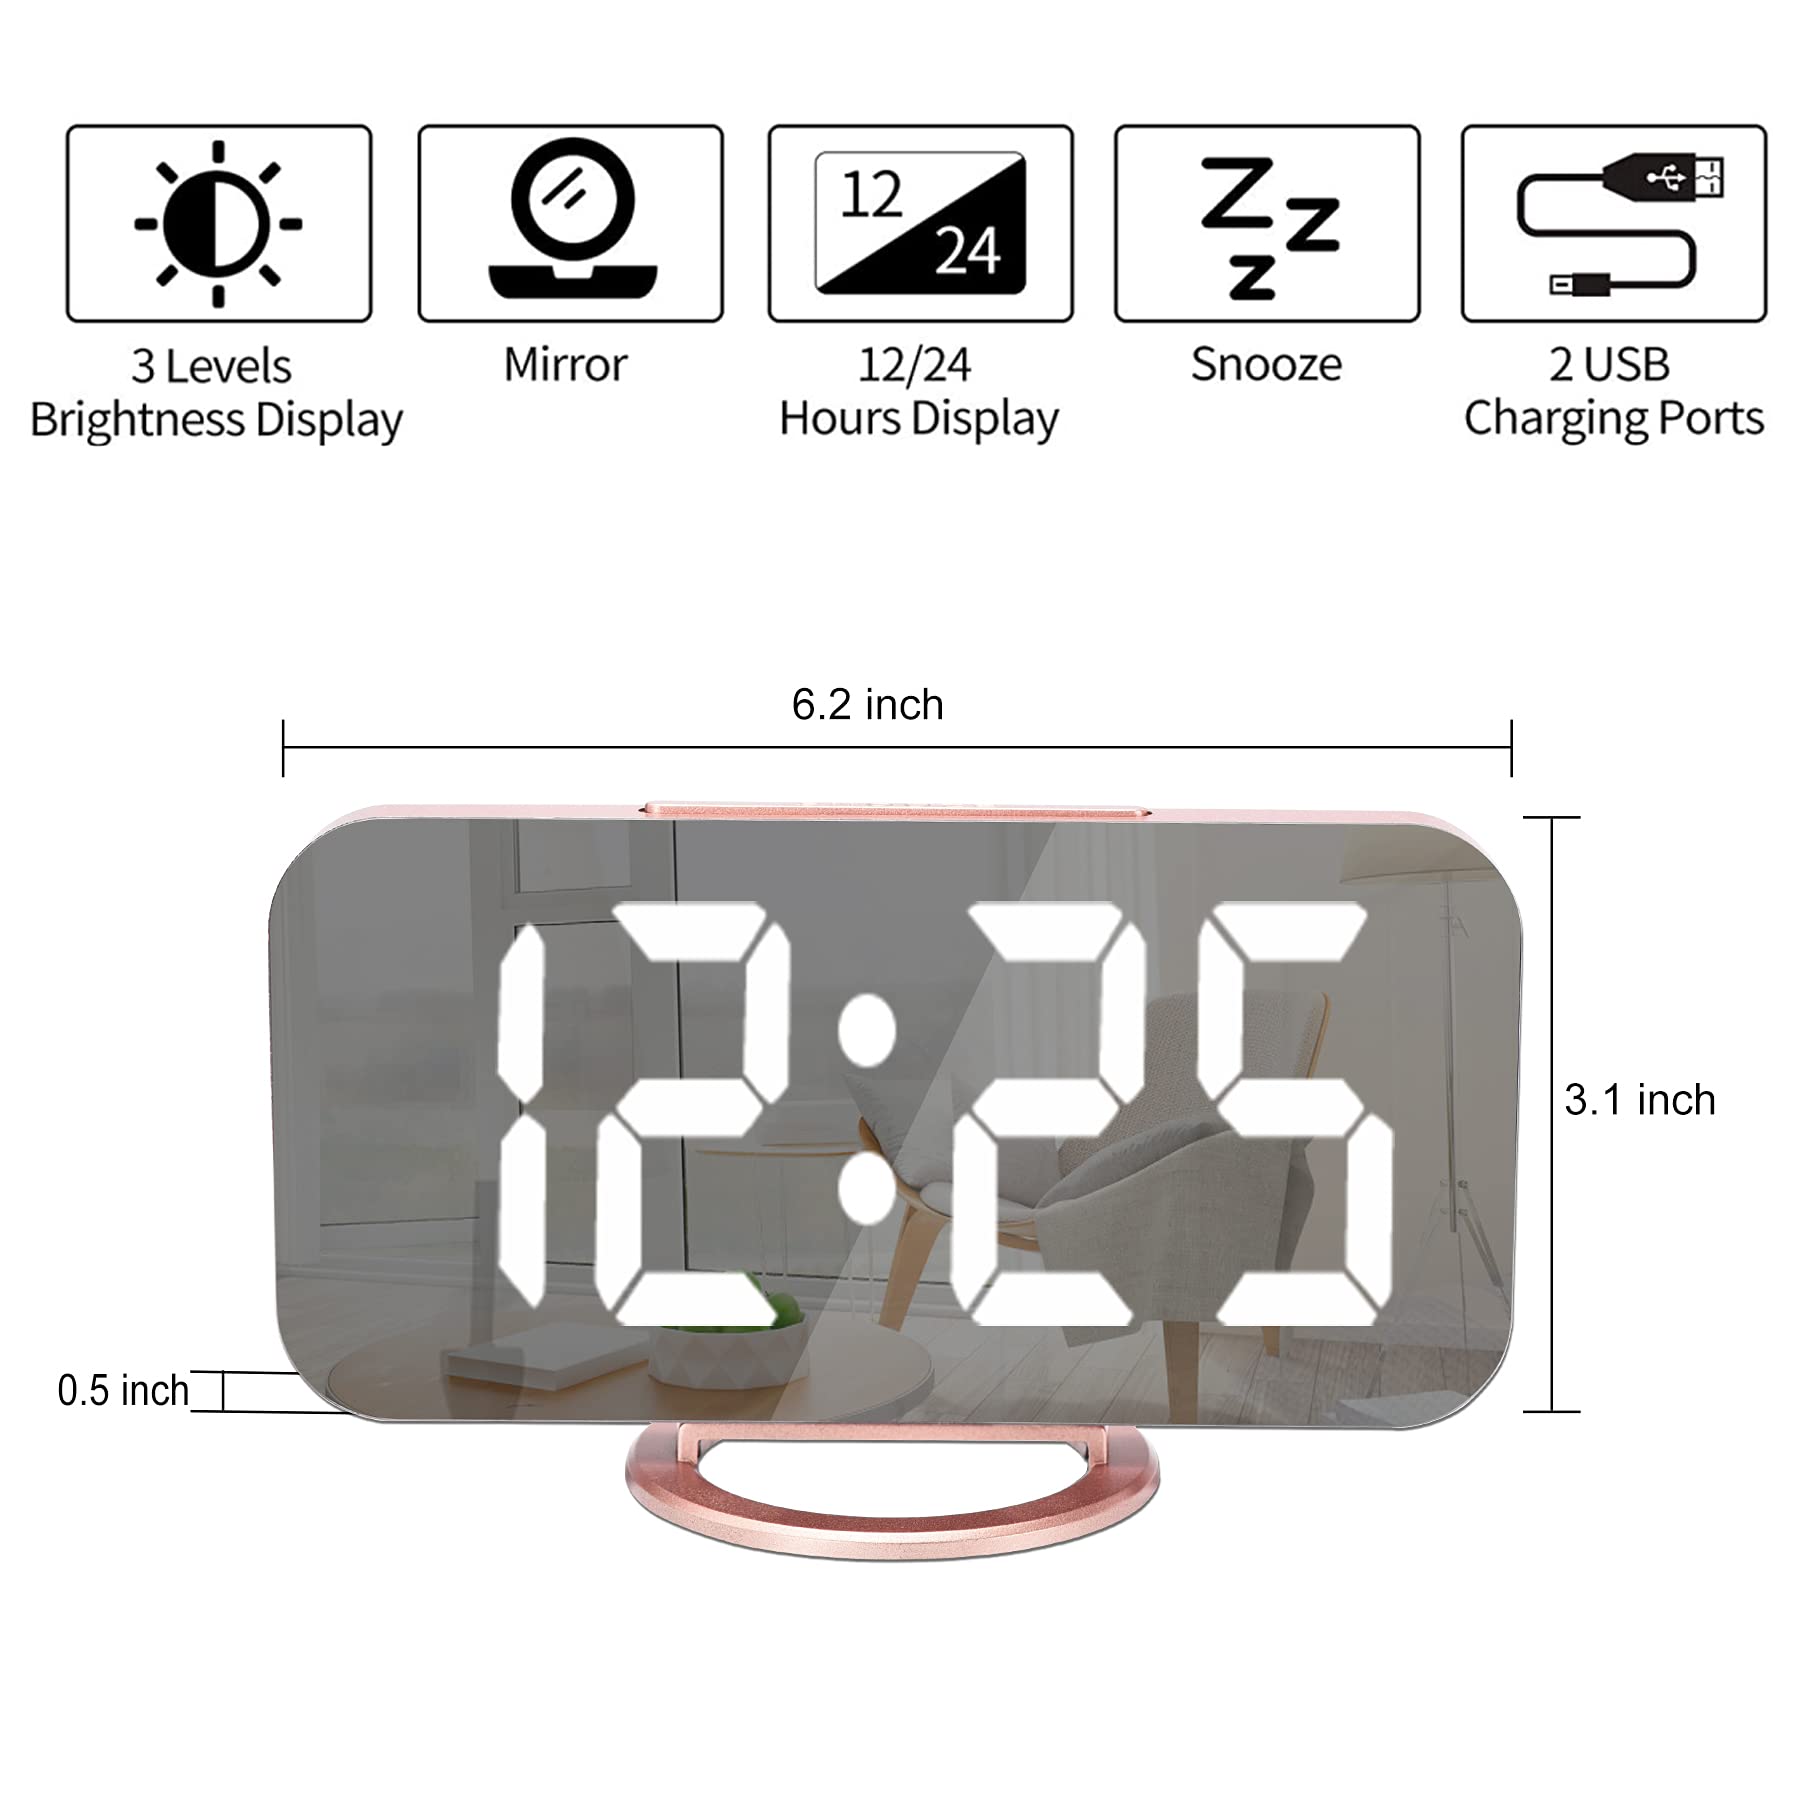 12
24
Z
Z
Z
3 Levels
Brightness Display
Mirror
12/24
Hours Display
Snooze
2 USB
Charging Ports
6.2 inch
12:25
3.1 inch
0.5 inch